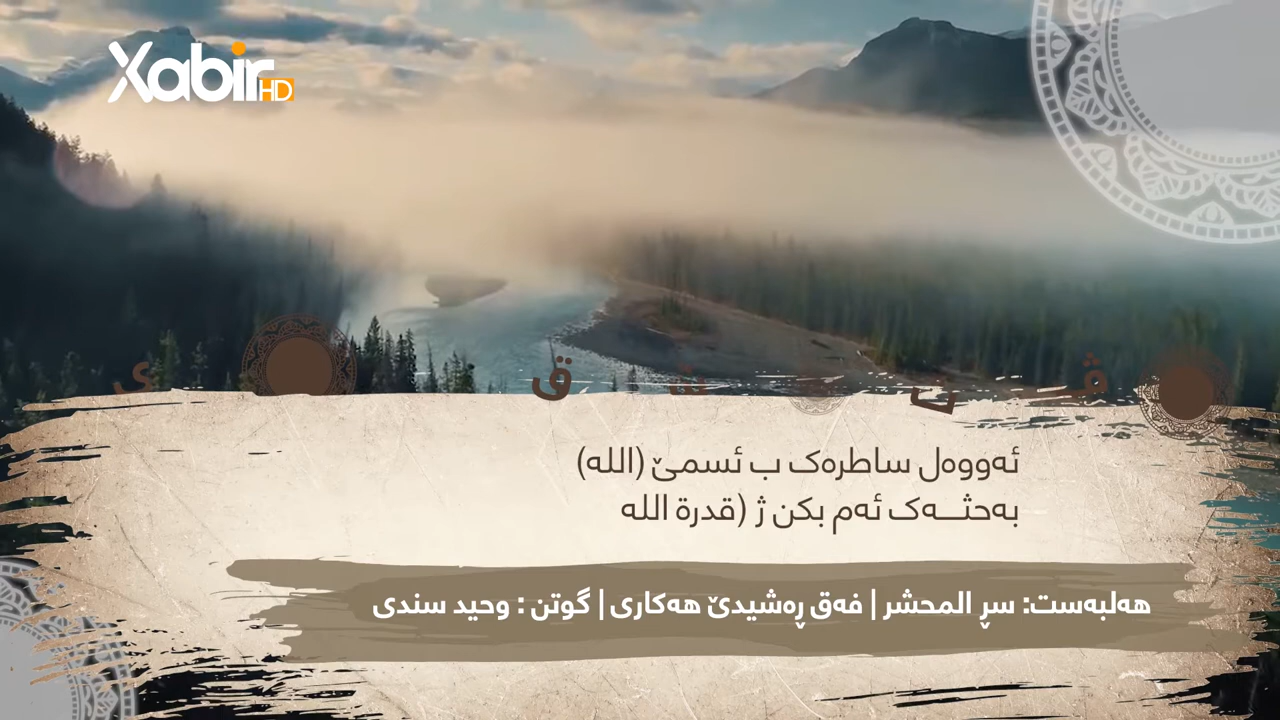 Xabir HD
ی ق ث ت ڤ
ئەووەل ساطرەک ب ئسمێ (الله)
بەحثـــەک ئەم بکن ژ (قدرة الله
هەلبەست: سڕ المحشر | فەق ڕەشیدێ هەکاری | گوتن : وحید سندی